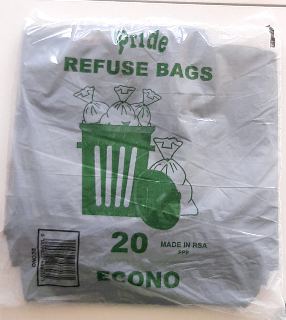 Pride
REFUSE BAGS
20
MADE IN RSA
ECONO